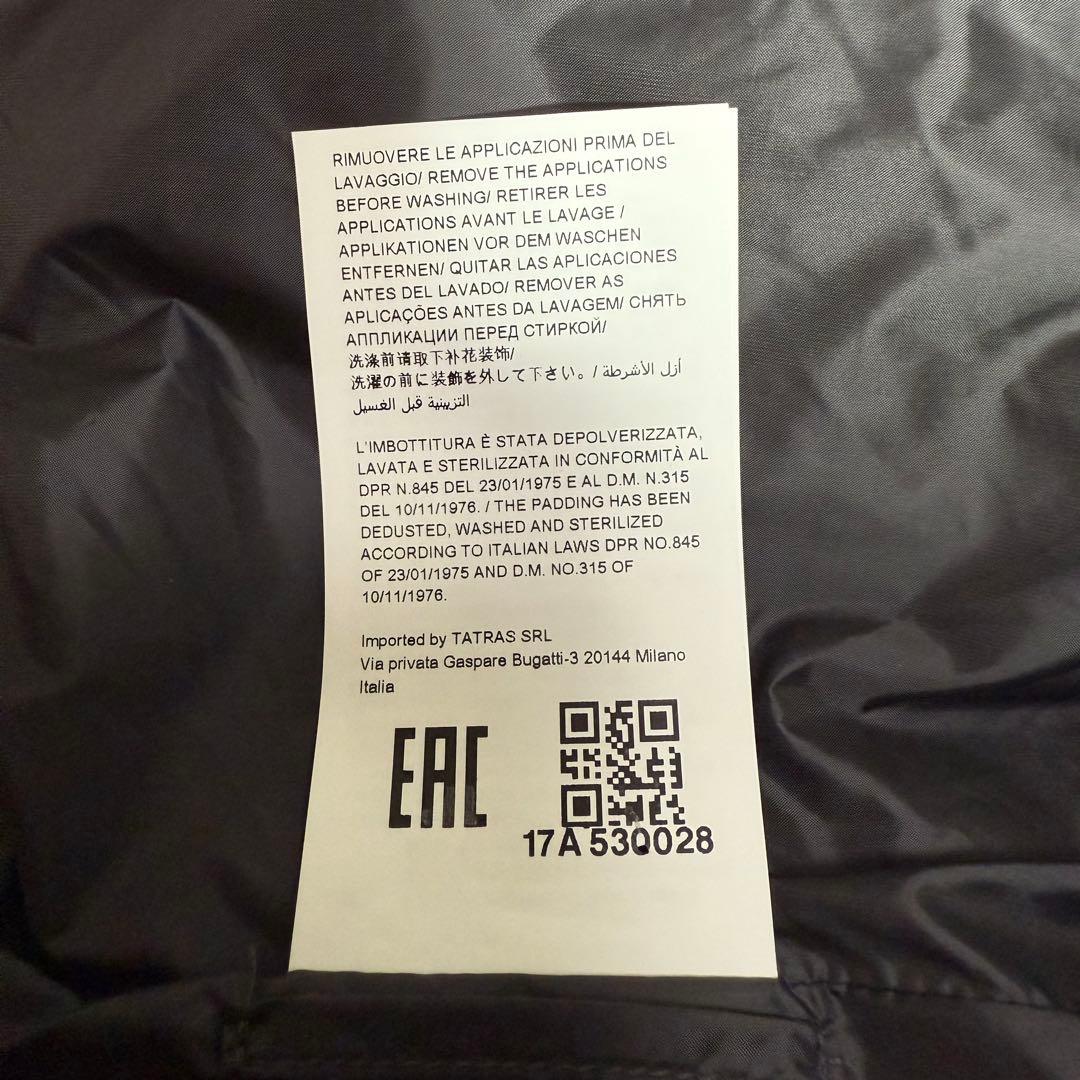 RIMUOVERE LE APPLICAZIONI PRIMA DEL
LAVAGGIO/ REMOVE THE APPLICATIONS
BEFORE WASHING/ RETIRER LES
APPLICATIONS AVANT LE LAVAGE /
APPLIKATIONEN VOR DEM WASCHEN
ENTFERNEN/ QUITAR LAS APLICACIONES
ANTES DEL LAVADO/ REMOVER AS
APLICAÇÕES ANTES DA LAVAGEM/ СНЯТЬ
АППЛИКАЦИИ ПЕРЕД СТИРКОЙ/
洗涤前请取下补花装饰/
洗濯の前に装飾を外して下さい。/ أزل الأشرطة
التزيينية قبل الغسيل
L'IMBOTTITURA È STATA DEPOLVERIZZATA,
LAVATA E STERILIZZATA IN CONFORMITÀ AL
DPR N.845 DEL 23/01/1975 E AL D.M. N.315
DEL 10/11/1976. / THE PADDING HAS BEEN
DEDUSTED, WASHED AND STERILIZED
ACCORDING TO ITALIAN LAWS DPR NO.845
OF 23/01/1975 AND D.M. NO.315 OF
10/11/1976.
Imported by TATRAS SRL
Via privata Gaspare Bugatti-3 20144 Milano
Italia
EAC
17A 530028